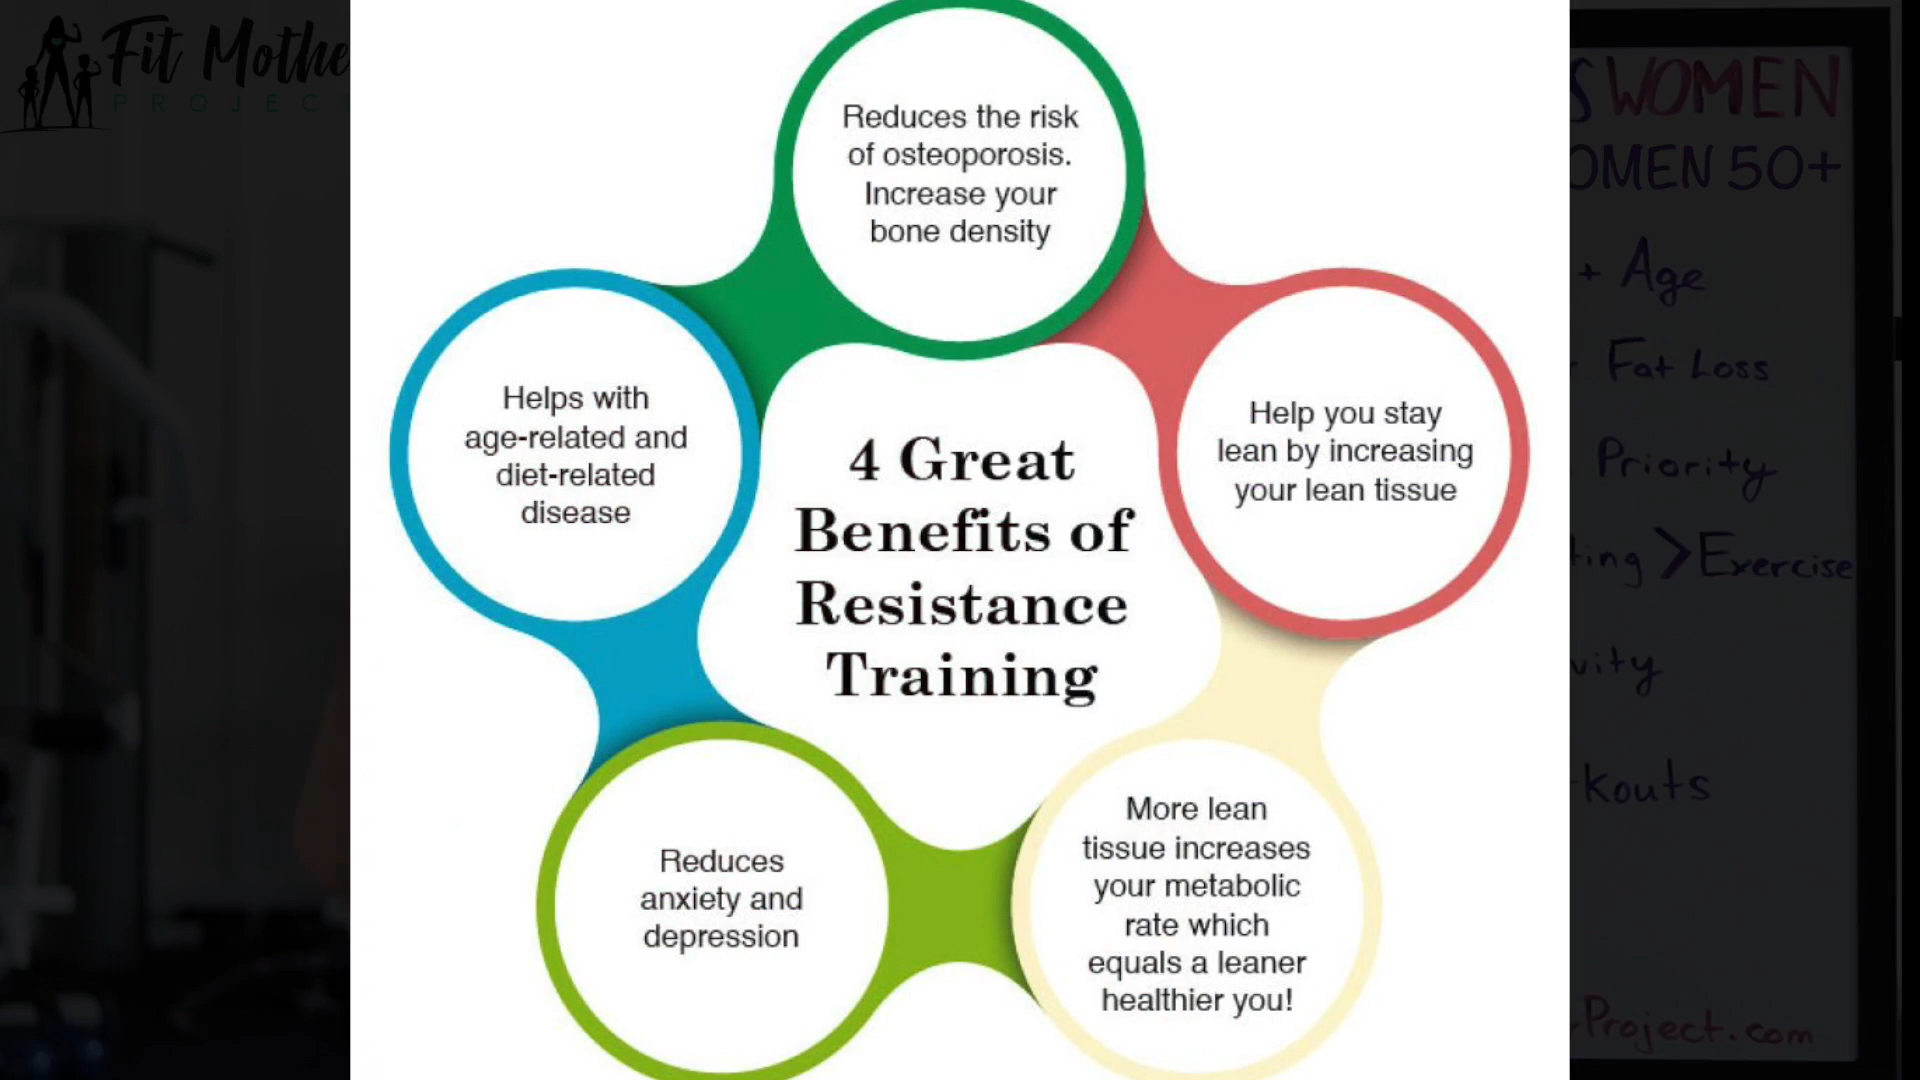 Fit Mothe
PROJEC
Reduces the risk
of osteoporosis.
Increase your
bone density
Help you stay
lean by increasing
your lean tissue
Helps with
age-related and
diet-related
disease
4 Great
Benefits of
Resistance
Training
Reduces
anxiety and
depression
More lean
tissue increases
your metabolic
rate which
equals a leaner
healthier you!
S WOMEN
OMEN 50+
+ Age
Fat Loss
Priority
ting > Exercise
vity
kouts
Project.com